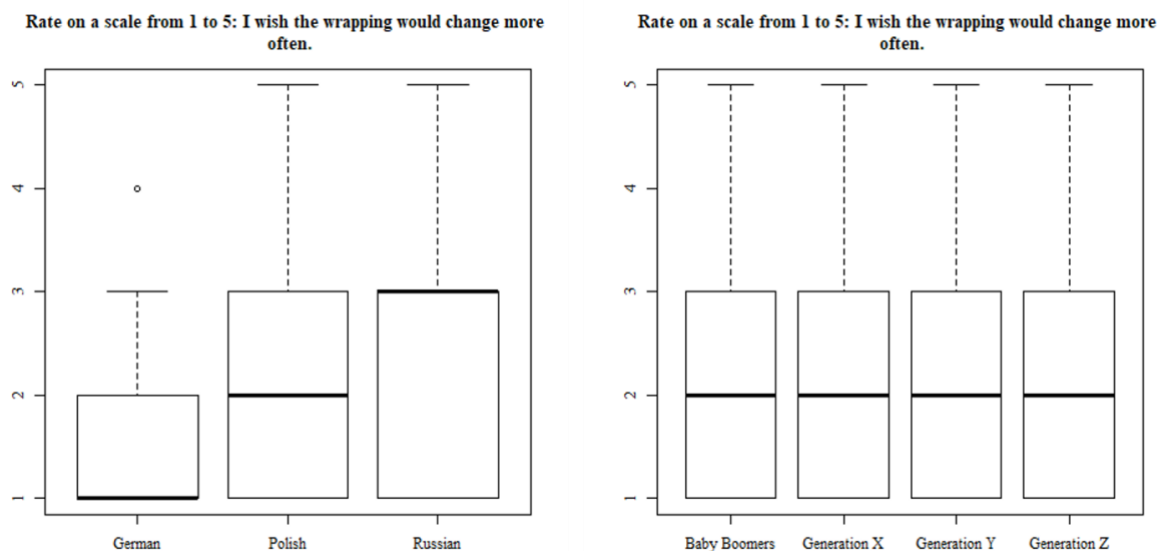 Rate on a scale from 1 to 5: I wish the wrapping would change more
often.
5
4
3
2
1
German Polish Russian
Rate on a scale from 1 to 5: I wish the wrapping would change more
often.
5
4
3
2
1
Baby Boomers Generation X Generation Y Generation Z